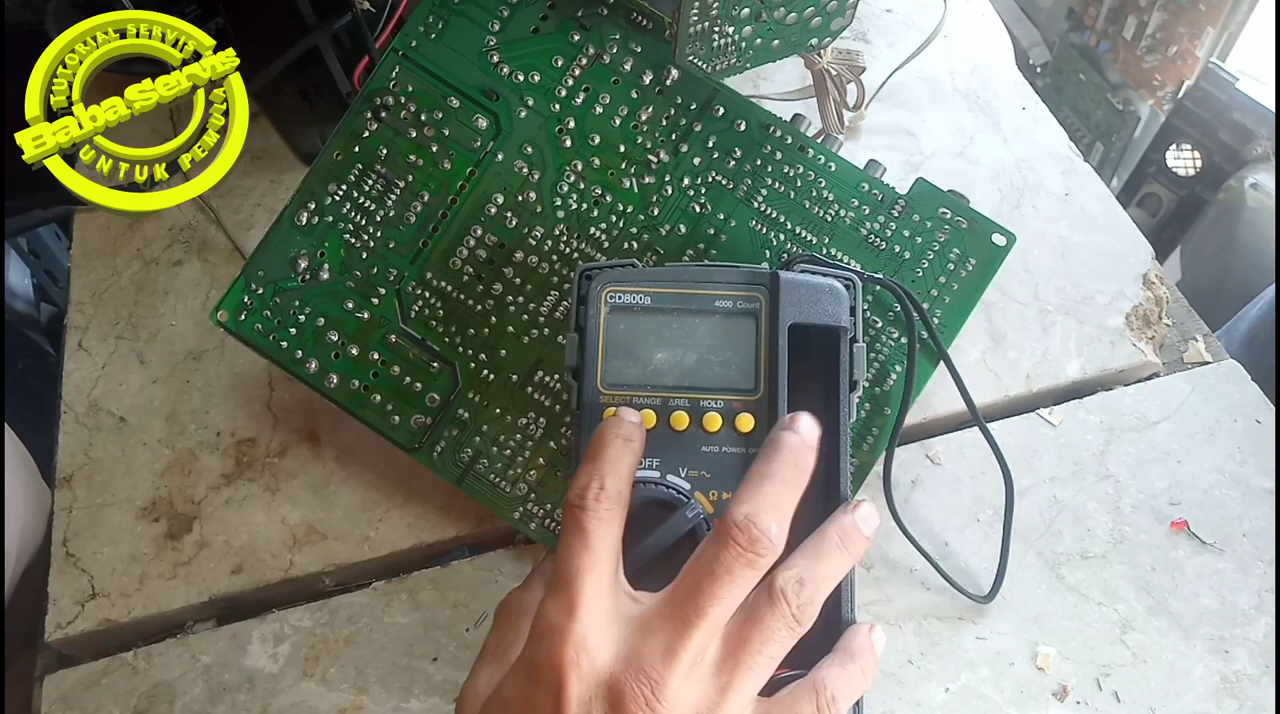 TUTORIAL SERVIS
Baba Servis
UNTUK PEMULA
CD800a 4000 Count
SELECT RANGE ΔREL HOLD
AUTO POWER
OFF
V
Ω